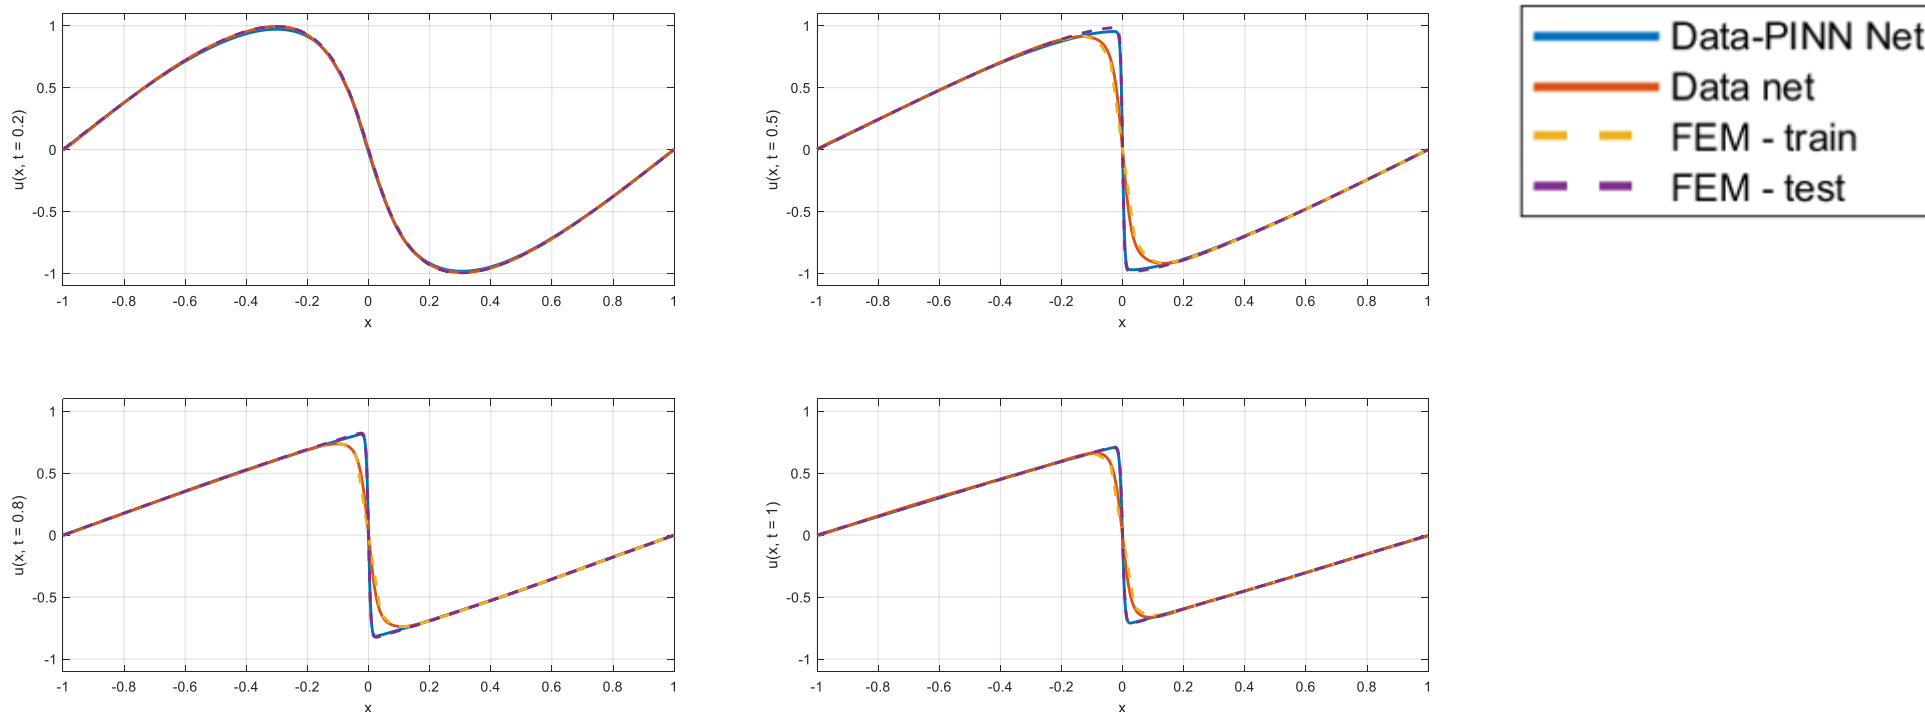 1
0.5
0
-0.5
-1
u(x, t = 0.2)
-1 -0.8 -0.6 -0.4 -0.2 0 0.2 0.4 0.6 0.8 1
x
1
0.5
0
-0.5
-1
u(x, t = 0.5)
-1 -0.8 -0.6 -0.4 -0.2 0 0.2 0.4 0.6 0.8 1
x
Data-PINN Net
Data net
FEM - train
FEM - test
1
0.5
0
-0.5
-1
u(x, t = 0.8)
-1 -0.8 -0.6 -0.4 -0.2 0 0.2 0.4 0.6 0.8 1
x
1
0.5
0
-0.5
-1
u(x, t = 1)
-1 -0.8 -0.6 -0.4 -0.2 0 0.2 0.4 0.6 0.8 1
x